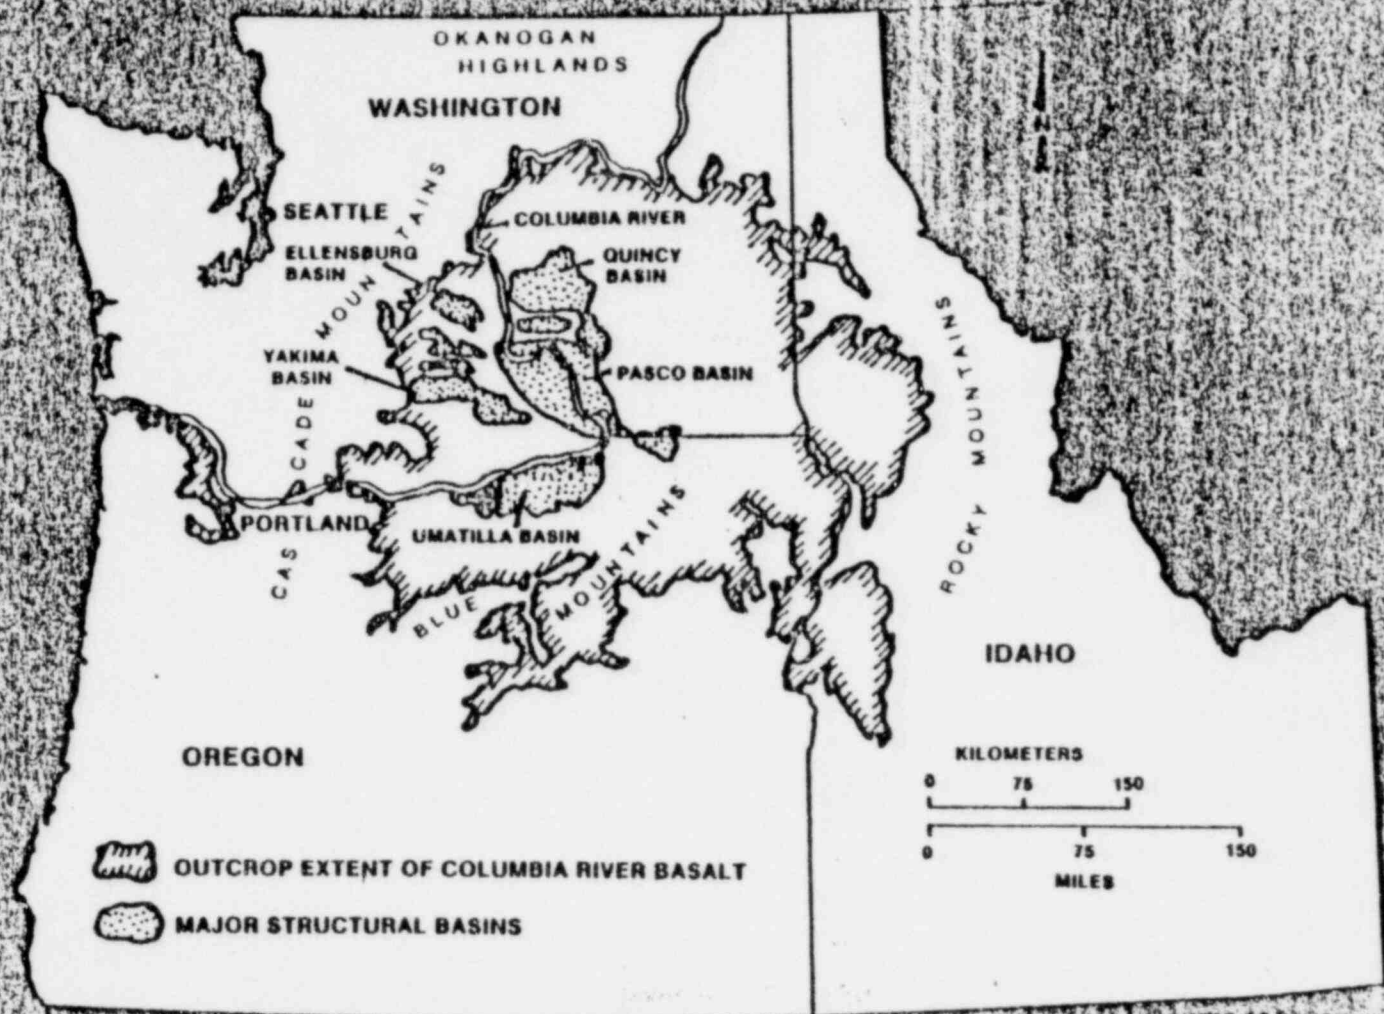 OKANOGAN
HIGHLANDS
WASHINGTON
N
SEATTLE
COLUMBIA RIVER
ELLENSBURG
BASIN
QUINCY
BASIN
CASCADE MOUNTAINS
YAKIMA
BASIN
PASCO BASIN
ROCKY MOUNTAINS
PORTLAND
UMATILLA BASIN
BLUE MOUNTAINS
IDAHO
OREGON
KILOMETERS
0 75 150
0 75 150
MILES
OUTCROP EXTENT OF COLUMBIA RIVER BASALT
MAJOR STRUCTURAL BASINS